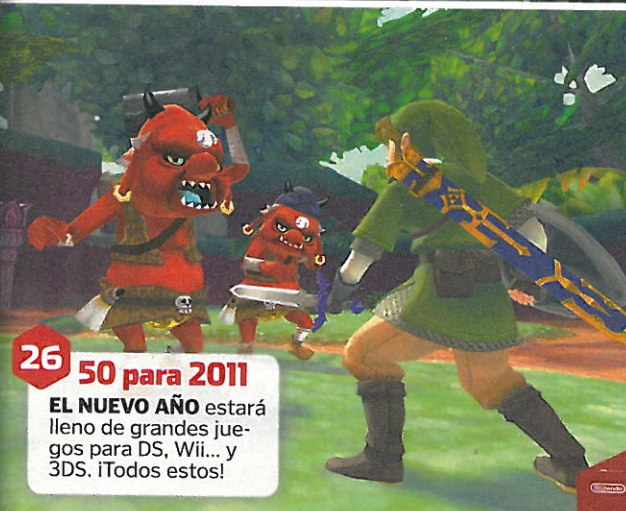 26
50 para 2011
EL NUEVO AÑO estará
lleno de grandes jue-
gos para DS, Wii... y
3DS. ¡Todos estos!
Nintendo